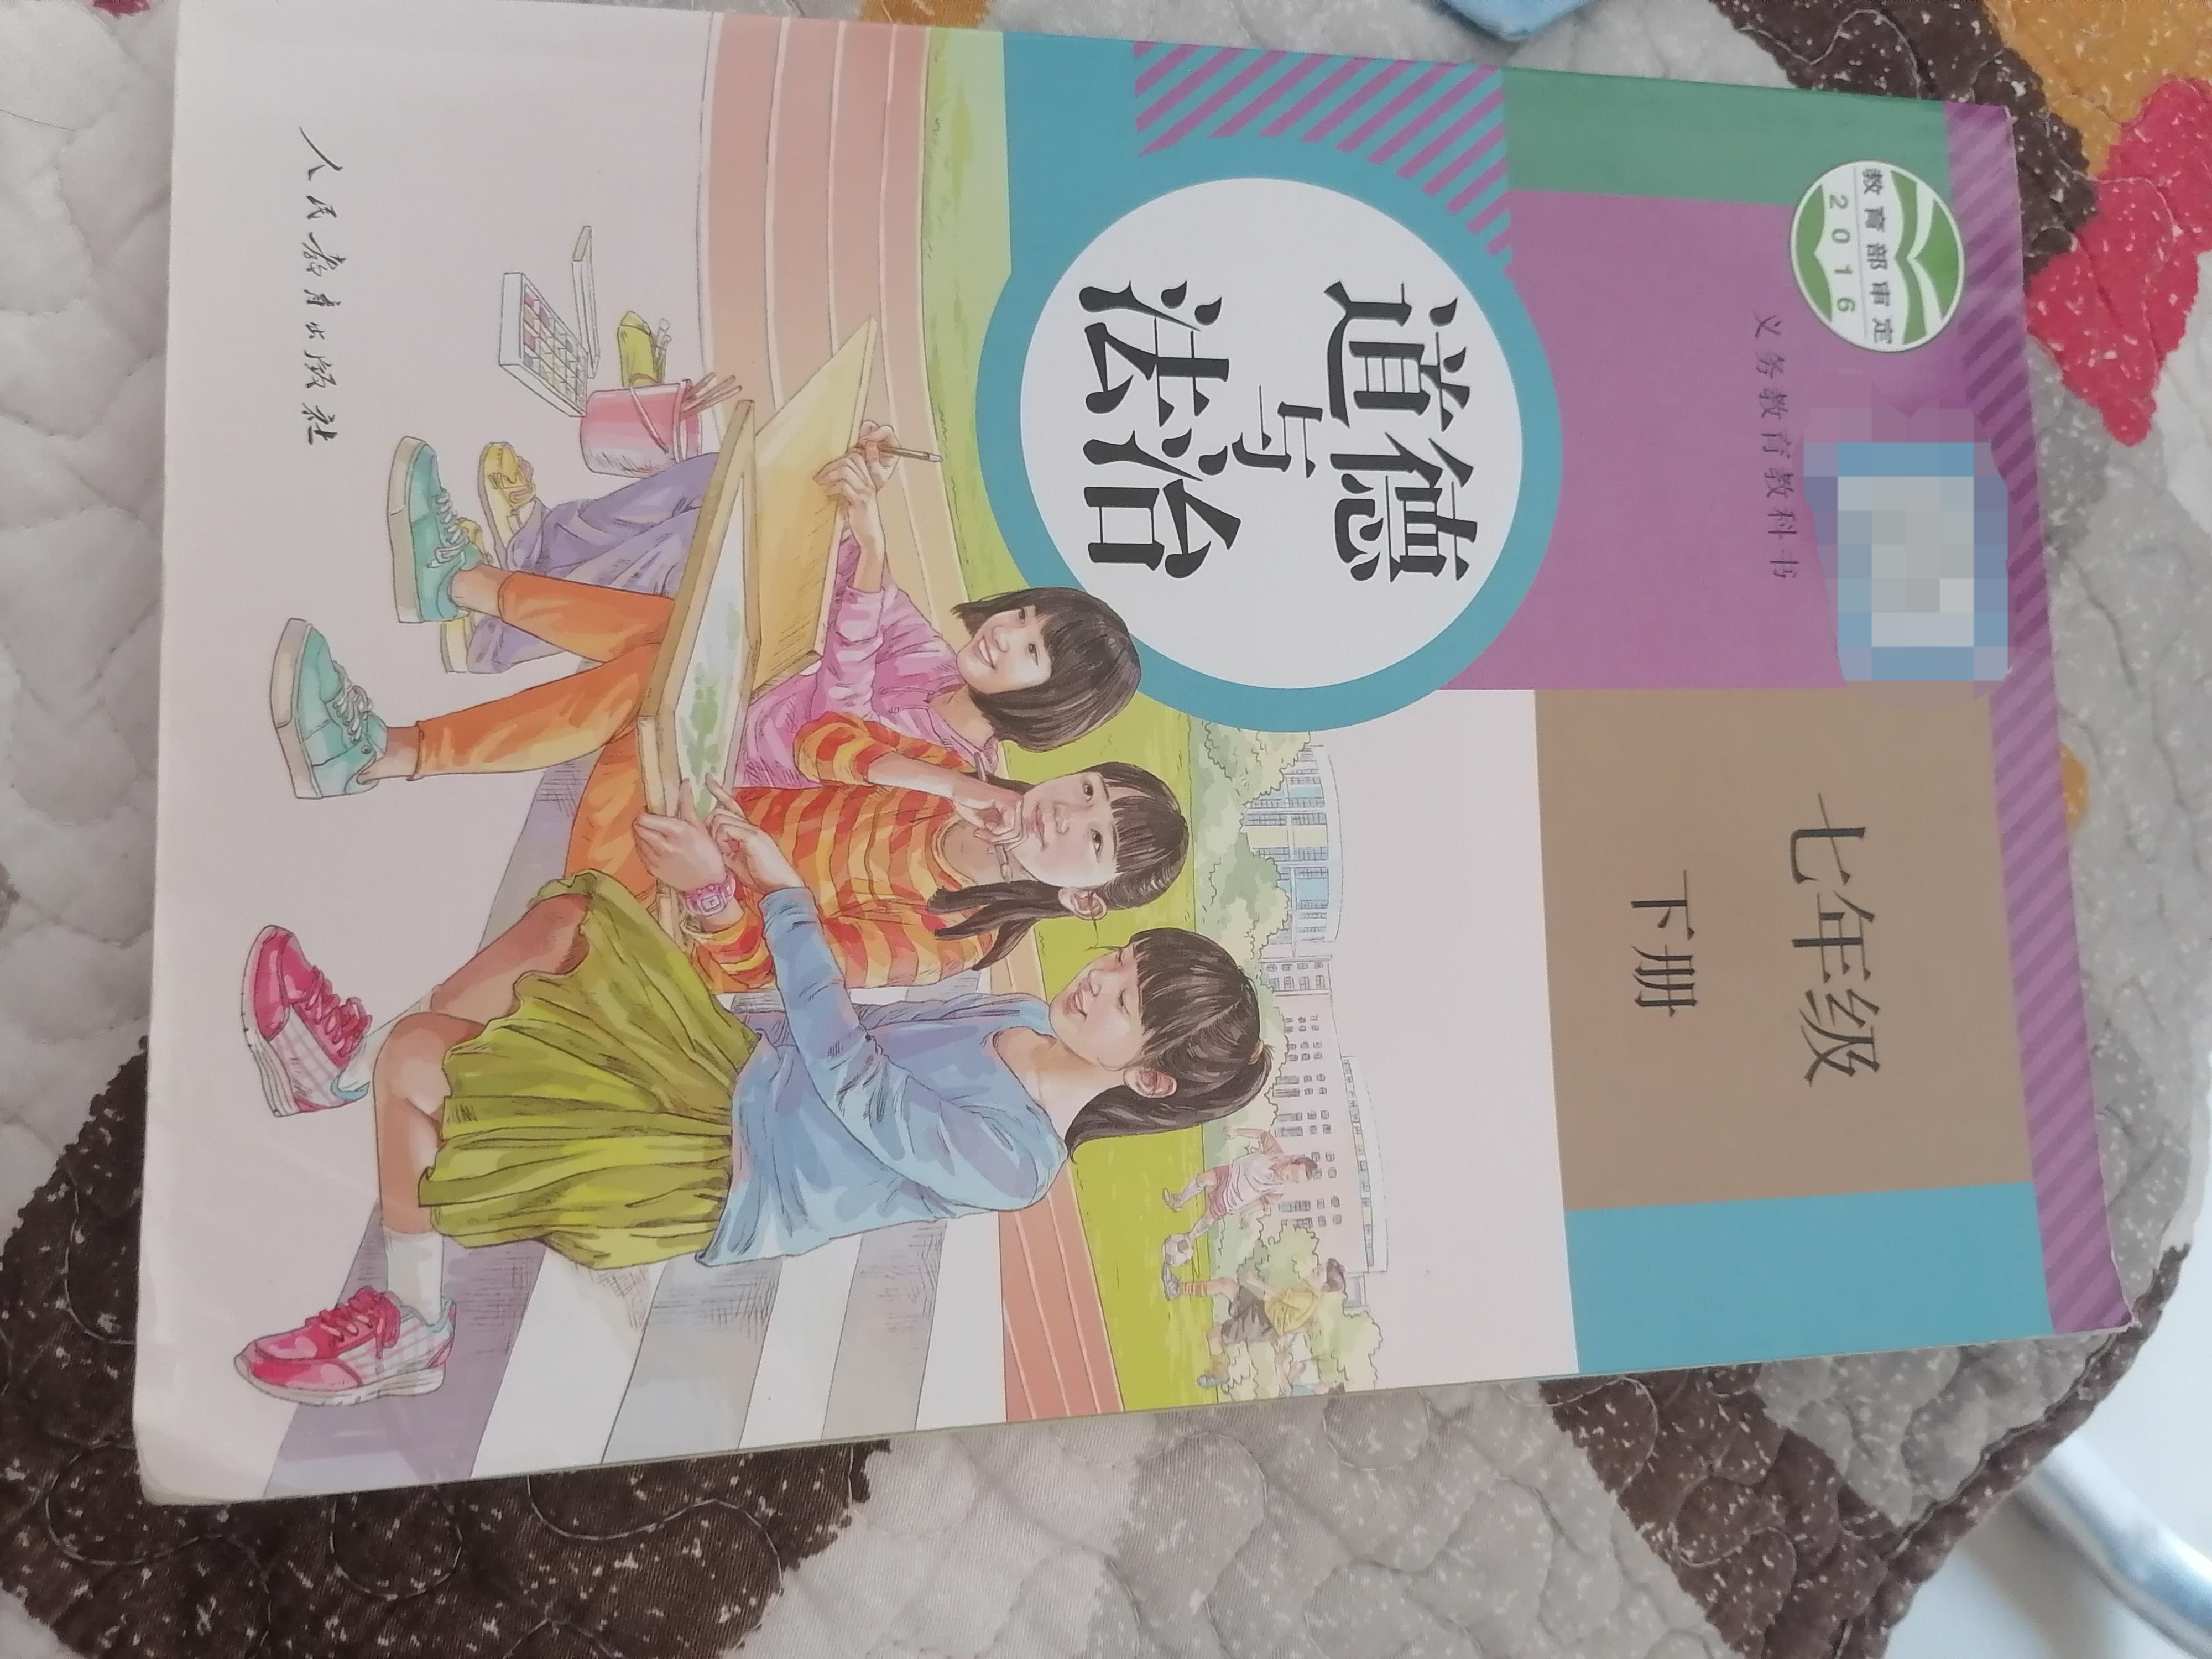 教育部审定
2016
义务教育教科书
七年级
下册
道德
与
法治
人民教育出版社